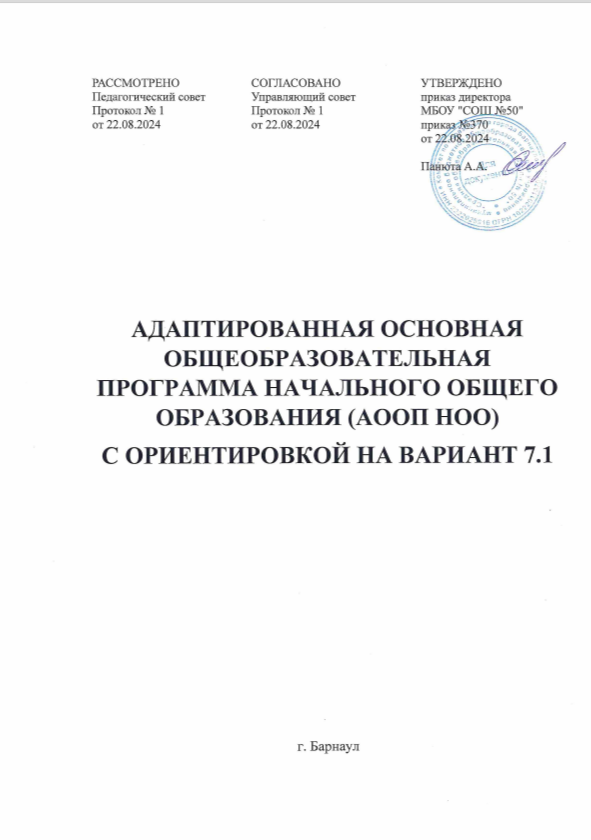 РАССМОТРЕНО
Педагогический совет
Протокол № 1
от 22.08.2024
СОГЛАСОВАНО
Управляющий совет
Протокол № 1
от 22.08.2024
УТВЕРЖДЕНО
приказ директора
МБОУ "СОШ №50"
приказ №370
от 22.08.2024
Панюта А.А.
Для
документов
АДАПТИРОВАННАЯ ОСНОВНАЯ
ОБЩЕОБРАЗОВАТЕЛЬНАЯ
ПРОГРАММА НАЧАЛЬНОГО ОБЩЕГО
ОБРАЗОВАНИЯ (АООП НОО)
С ОРИЕНТИРОВКОЙ НА ВАРИАНТ 7.1
г. Барнаул